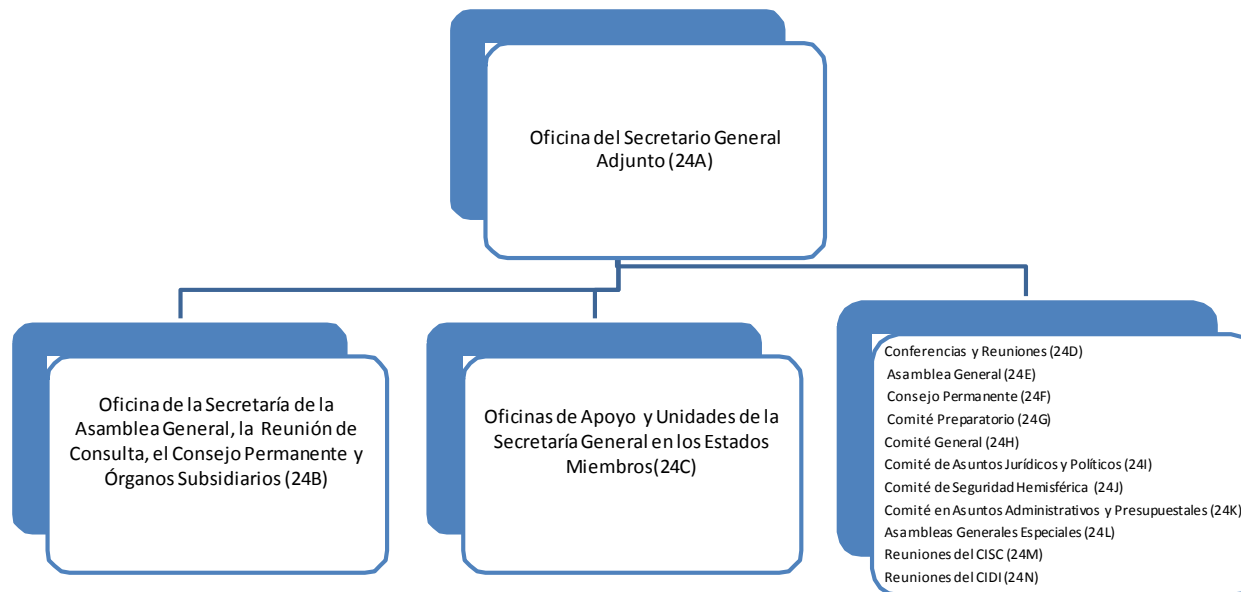 Oficina del Secretario General
Adjunto (24A)
Oficina de la Secretaría de la
Asamblea General, la Reunión de
Consulta, el Consejo Permanente y
Órganos Subsidiarios (24B)
Oficinas de Apoyo y Unidades de la
Secretaría General en los Estados
Miembros(24C)
Conferencias y Reuniones (24D)
Asamblea General (24E)
Consejo Permanente (24F)
Comité Preparatorio (24G)
Comité General (24H)
Comité de Asuntos Jurídicos y Políticos (24I)
Comité de Seguridad Hemisférica (24J)
Comité en Asuntos Administrativos y Presupuestales (24K)
Asambleas Generales Especiales (24L)
Reuniones del CISC (24M)
Reuniones del CIDI (24N)